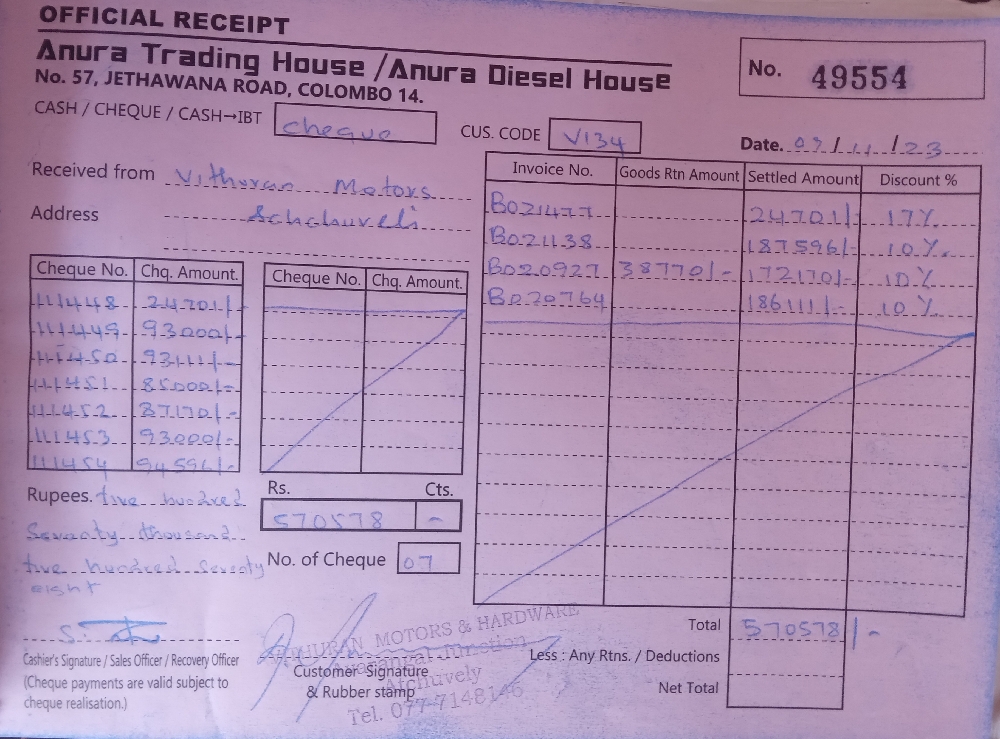 OFFICIAL RECEIPT
Anura Trading House / Anura Diesel House
No. 57, JETHAWANA ROAD, COLOMBO 14.
No. 49554
CASH / CHEQUE / CASH→IBT cheque
CUS. CODE V134
Date. 07/11/23
Received from Vithuran Motors
Address
Invoice No. Goods Rtn Amount Settled Amount Discount %
B021477 24701/- 17%
B021138 187596/- 10%
B020927 38770/- 172170/- 10%
B020764 186111/- 10%
Cheque No. Chq. Amount. Cheque No. Chq. Amount.
111448 24701/-
111449 93000/-
111450 93111/-
111451 85000/-
111452 87170/-
111453 93000/-
111454 94596/-
Rupees. five hundred
Seventy thousand
five hundred Seventy
eight
Rs. Cts.
570578 -
No. of Cheque 07
Total 570578/-
Less : Any Rtns. / Deductions
Net Total
Cashier's Signature / Sales Officer / Recovery Officer
(Cheque payments are valid subject to
cheque realisation.)
Customer Signature
& Rubber stamp
MOTORS & HARDWARE
Junction
Atchuvely
Tel. 077-7148146